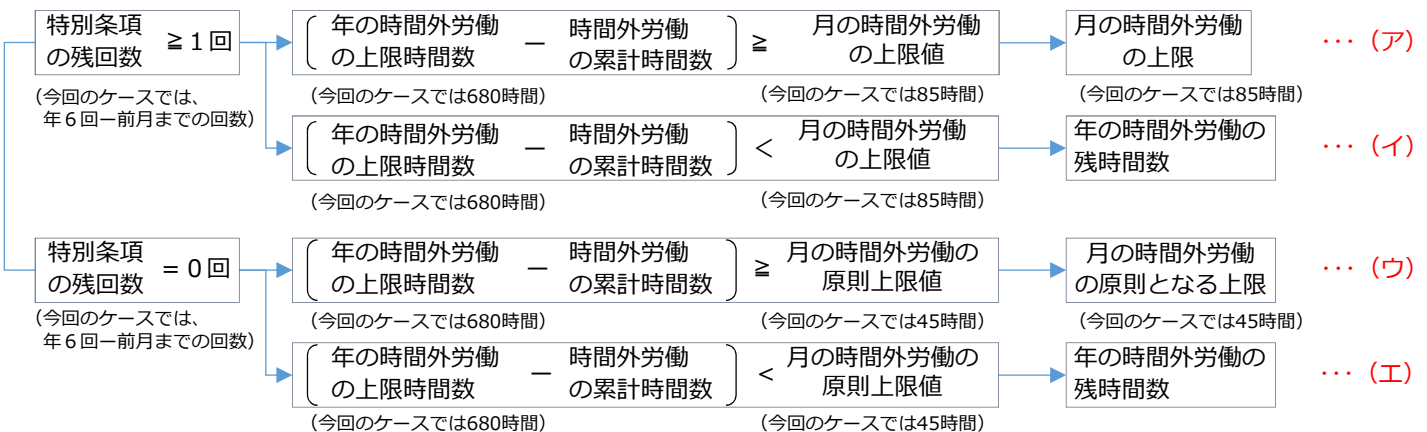 特別条項
の残回数 ≧1回
年の時間外労働
の上限時間数
ー
時間外労働
の累計時間数
≧
月の時間外労働
の上限値
月の時間外労働
の上限
・・・（ア）
（今回のケースでは、
年６回ー前月までの回数）
（今回のケースでは680時間）
（今回のケースでは85時間）
（今回のケースでは85時間）
年の時間外労働
の上限時間数
ー
時間外労働
の累計時間数
＜
月の時間外労働
の上限値
年の時間外労働の
残時間数
・・・（イ）
（今回のケースでは680時間）
（今回のケースでは85時間）
特別条項
の残回数 ＝０回
年の時間外労働
の上限時間数
ー
時間外労働
の累計時間数
≧
月の時間外労働の
原則上限値
月の時間外労働
の原則となる上限
・・・（ウ）
（今回のケースでは、
年６回ー前月までの回数）
（今回のケースでは680時間）
（今回のケースでは45時間）
（今回のケースでは45時間）
年の時間外労働
の上限時間数
ー
時間外労働
の累計時間数
＜
月の時間外労働の
原則上限値
年の時間外労働の
残時間数
・・・（エ）
（今回のケースでは680時間）
（今回のケースでは45時間）